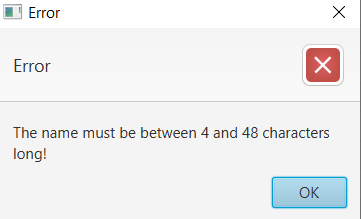 Error
Error
The name must be between 4 and 48 characters
long!
OK